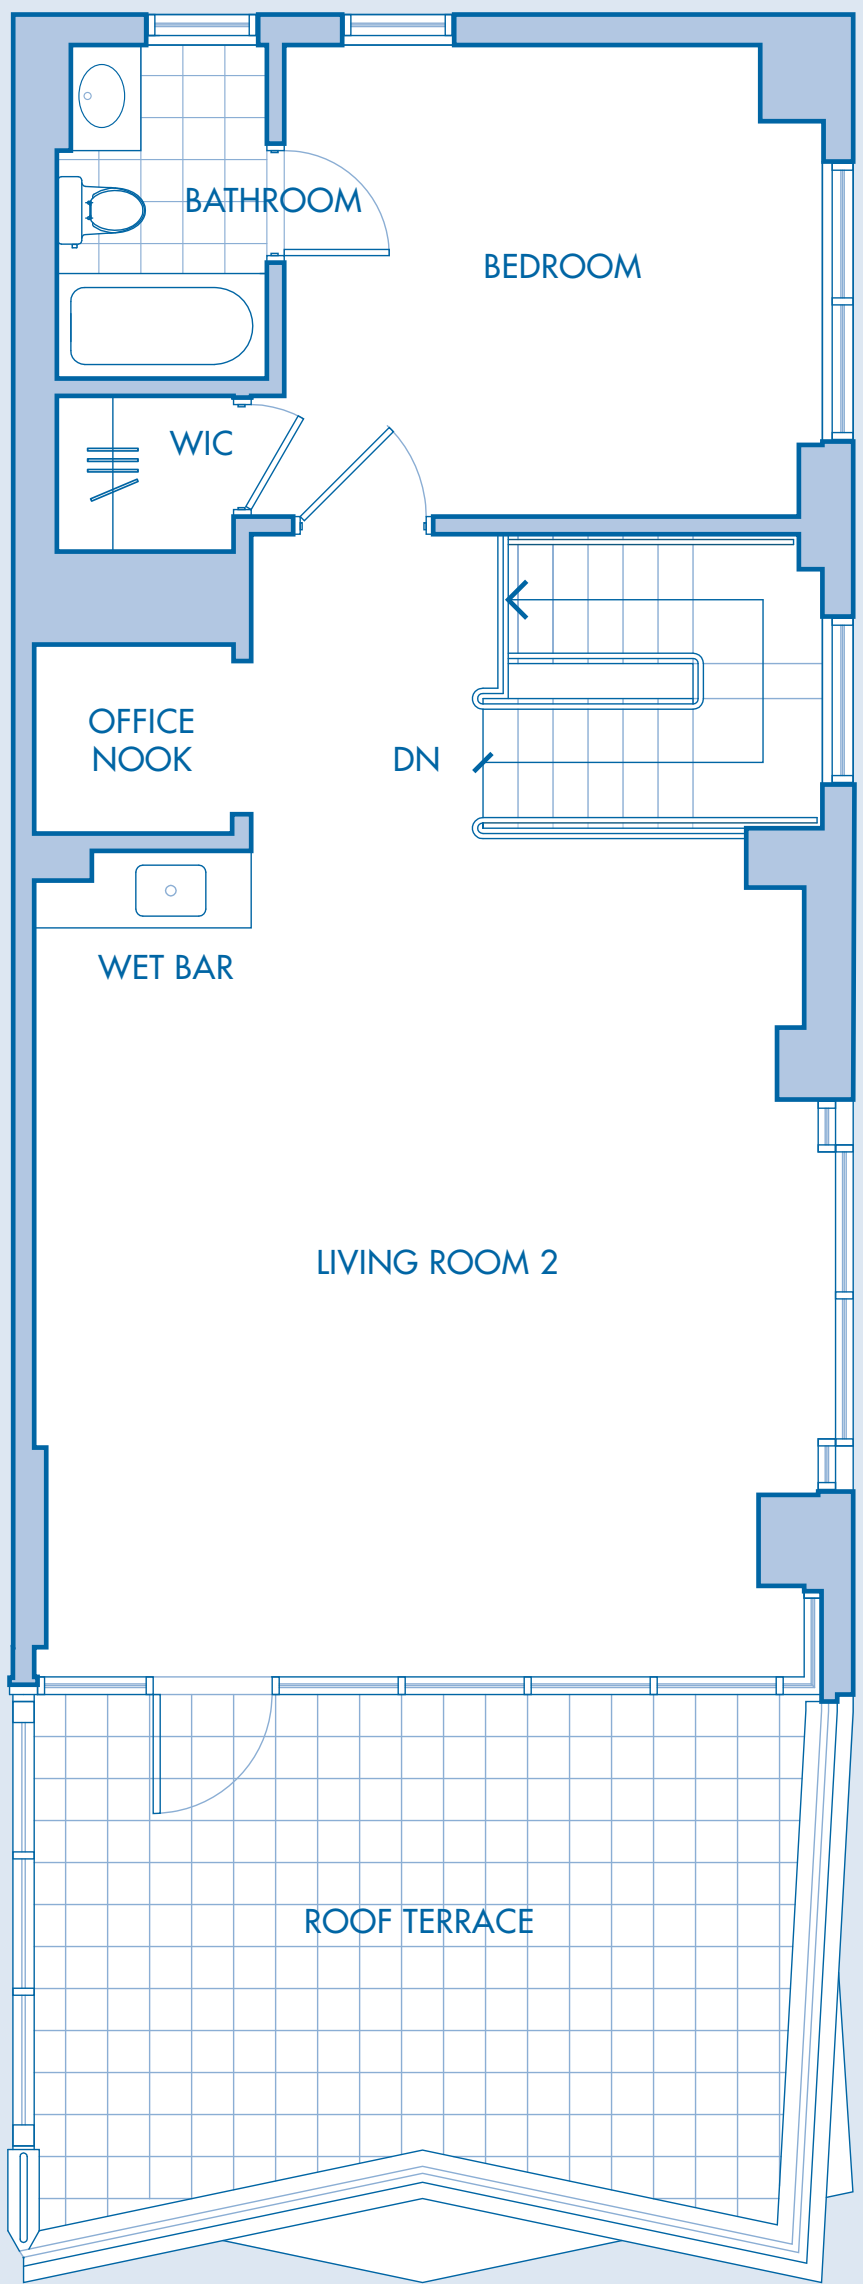 BATHROOM
BEDROOM
WIC
OFFICE
NOOK
DN
WET BAR
LIVING ROOM 2
ROOF TERRACE